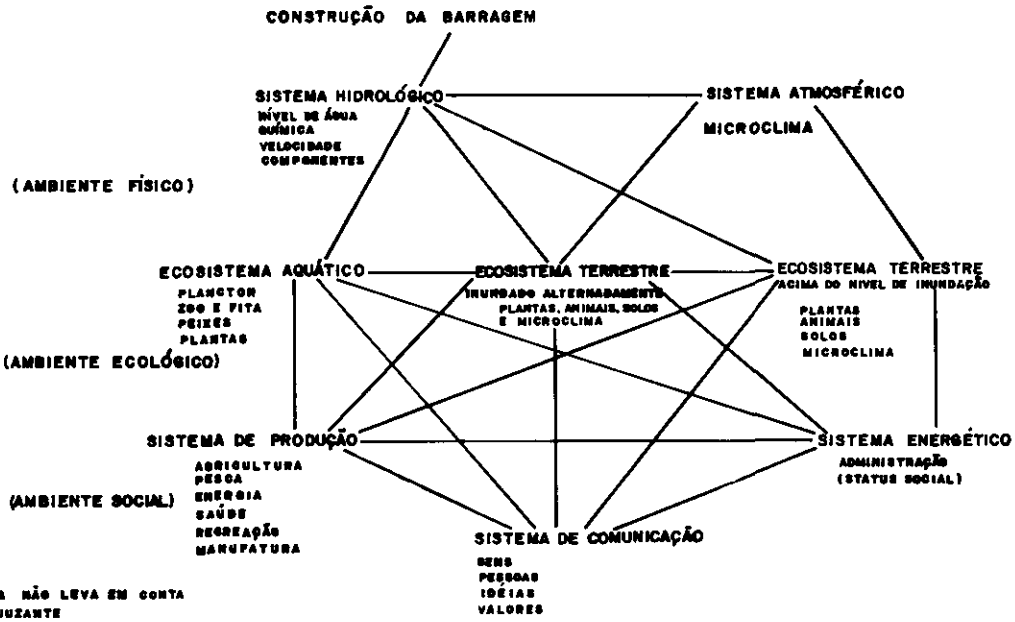 CONSTRUÇÃO DA BARRAGEM
SISTEMA HIDROLÓGICO
NÍVEL DE ÁGUA
QUÍMICA
VELOCIDADE
COMPONENTES
SISTEMA ATMOSFÉRICO
MICROCLIMA
(AMBIENTE FÍSICO)
ECOSISTEMA AQUÁTICO
PLANCTON
ZOO E FITA
PEIXES
PLANTAS
ECOSISTEMA TERRESTRE
INUNDADO ALTERNADAMENTE
PLANTAS, ANIMAIS, SOLOS
E MICROCLIMA
ECOSISTEMA TERRESTRE
ACIMA DO NIVEL DE INUNDAÇÃO
PLANTAS
ANIMAIS
SOLOS
MICROCLIMA
(AMBIENTE ECOLÓGICO)
SISTEMA DE PRODUÇÃO
AGRICULTURA
PESCA
ENERGIA
SAÚDE
RECREAÇÃO
MANUFATURA
SISTEMA ENERGÉTICO
ADMINISTRAÇÃO
(STATUS SOCIAL)
(AMBIENTE SOCIAL)
SISTEMA DE COMUNICAÇÃO
BENS
PESSOAS
IDÉIAS
VALORES
A NÃO LEVA EM CONTA
JUZANTE